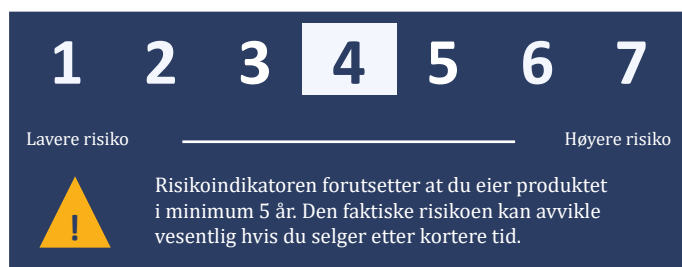 1 2 3 4 5 6 7
Lavere risiko Høyere risiko
Risikoindikatoren forutsetter at du eier produktet
i minimum 5 år. Den faktiske risikoen kan avvikle
vesentlig hvis du selger etter kortere tid.
!